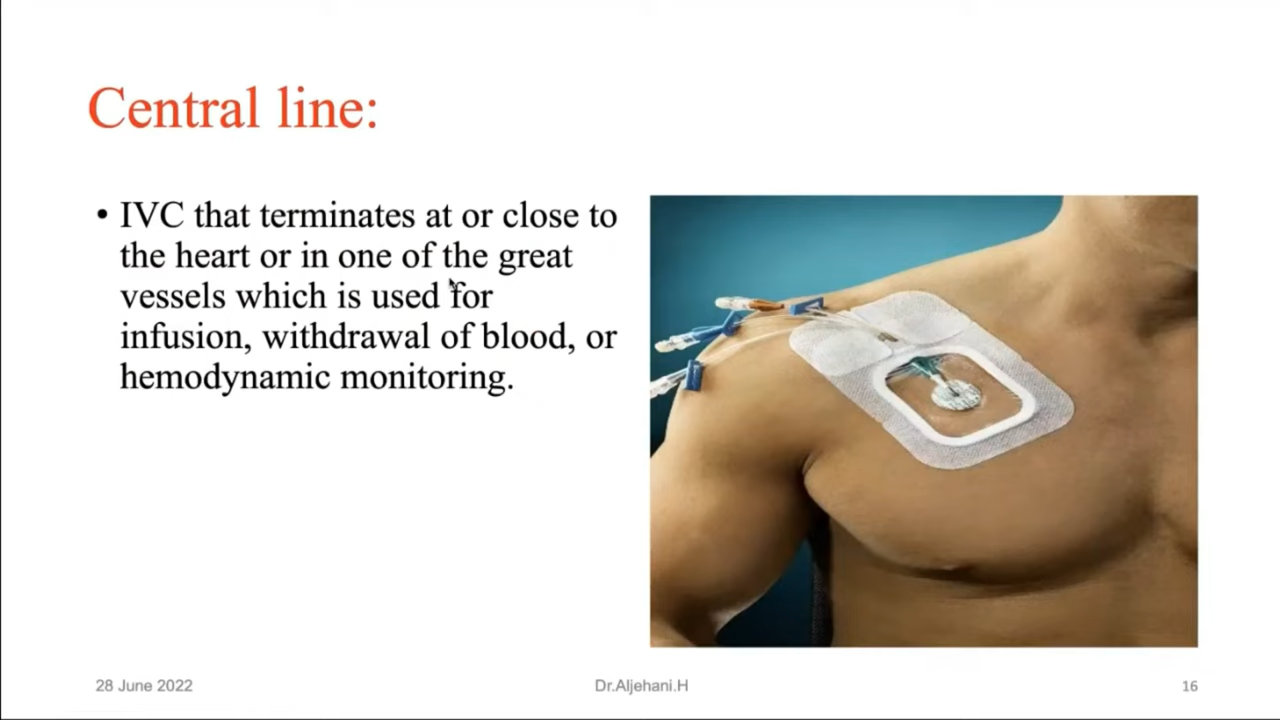 Central line:
• IVC that terminates at or close to
the heart or in one of the great
vessels which is used for
infusion, withdrawal of blood, or
hemodynamic monitoring.
28 June 2022
Dr.Aljehani.H
16